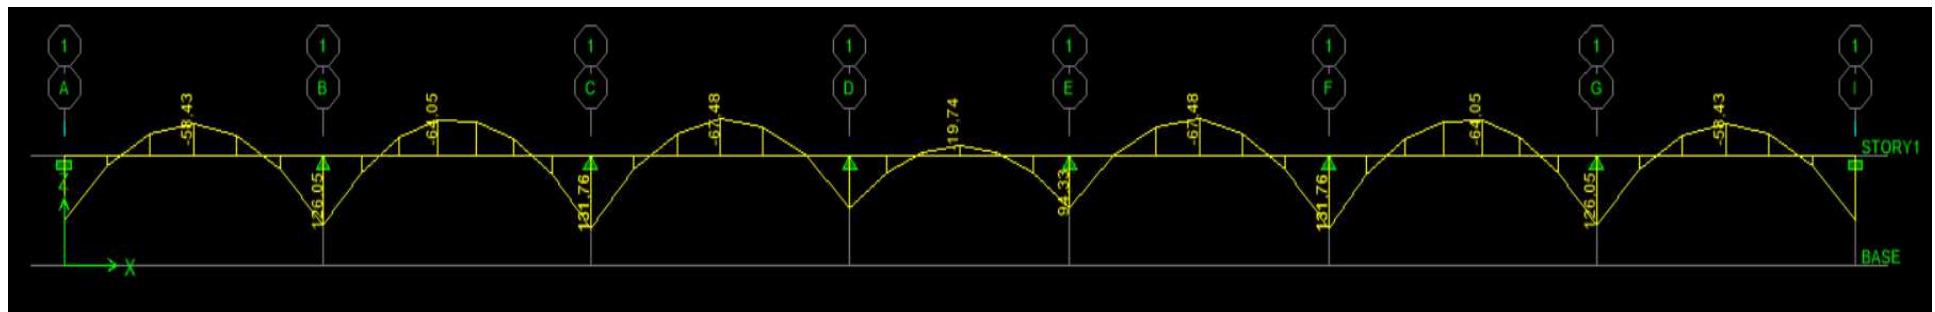 1 1 1 1 1 1 1 1
A B C D E F G I
-58,43 -64,05 -67,48 -19,74 -67,48 -64,05 -58,43
STORY1
126,05 131,76 94,33 131,76 126,05
X
BASE